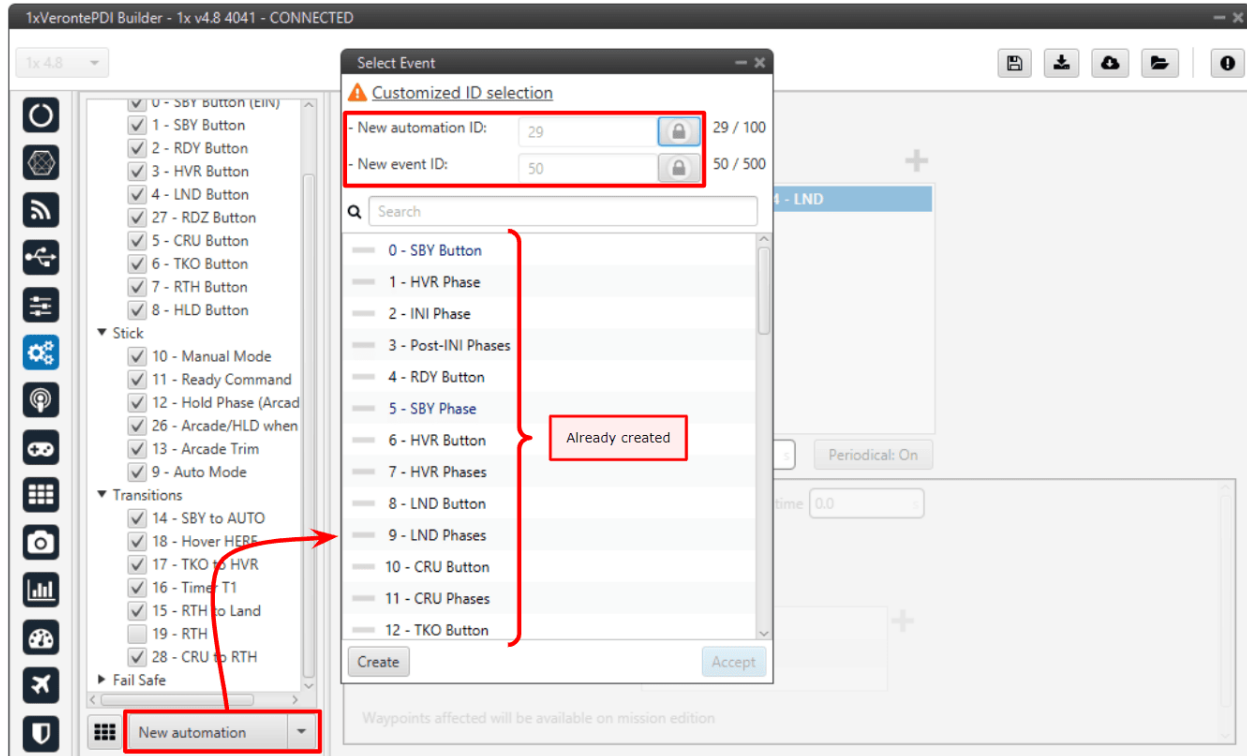 1xVerontePDI Builder - 1x v4.8 4041 - CONNECTED
1x 4.8
0 - SBY Button (EIN)
1 - SBY Button
2 - RDY Button
3 - HVR Button
4 - LND Button
27 - RDZ Button
5 - CRU Button
6 - TKO Button
7 - RTH Button
8 - HLD Button
Stick
10 - Manual Mode
11 - Ready Command
12 - Hold Phase (Arcad
26 - Arcade/HLD when
13 - Arcade Trim
9 - Auto Mode
Transitions
14 - SBY to AUTO
18 - Hover HERE
17 - TKO to HVR
16 - Timer T1
15 - RTH to Land
19 - RTH
28 - CRU to RTH
Fail Safe
New automation
Select Event
Customized ID selection
- New automation ID: 29 29 / 100
- New event ID: 50 50 / 500
Search
0 - SBY Button
1 - HVR Phase
2 - INI Phase
3 - Post-INI Phases
4 - RDY Button
5 - SBY Phase
6 - HVR Button
7 - HVR Phases
8 - LND Button
9 - LND Phases
10 - CRU Button
11 - CRU Phases
12 - TKO Button
Already created
Create
Accept
4 - LND
s
Periodical: On
time 0.0 s
Waypoints affected will be available on mission edition